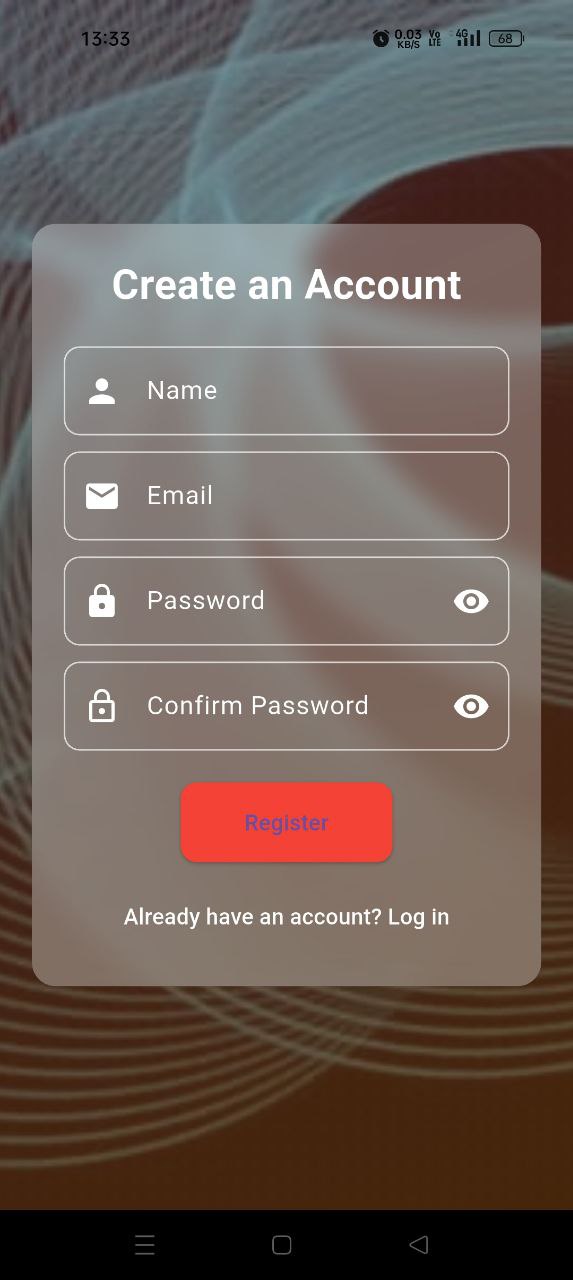 13:33 0.03 KB/S Vo LTE 4G 68
Create an Account
Name
Email
Password
Confirm Password
Register
Already have an account? Log in